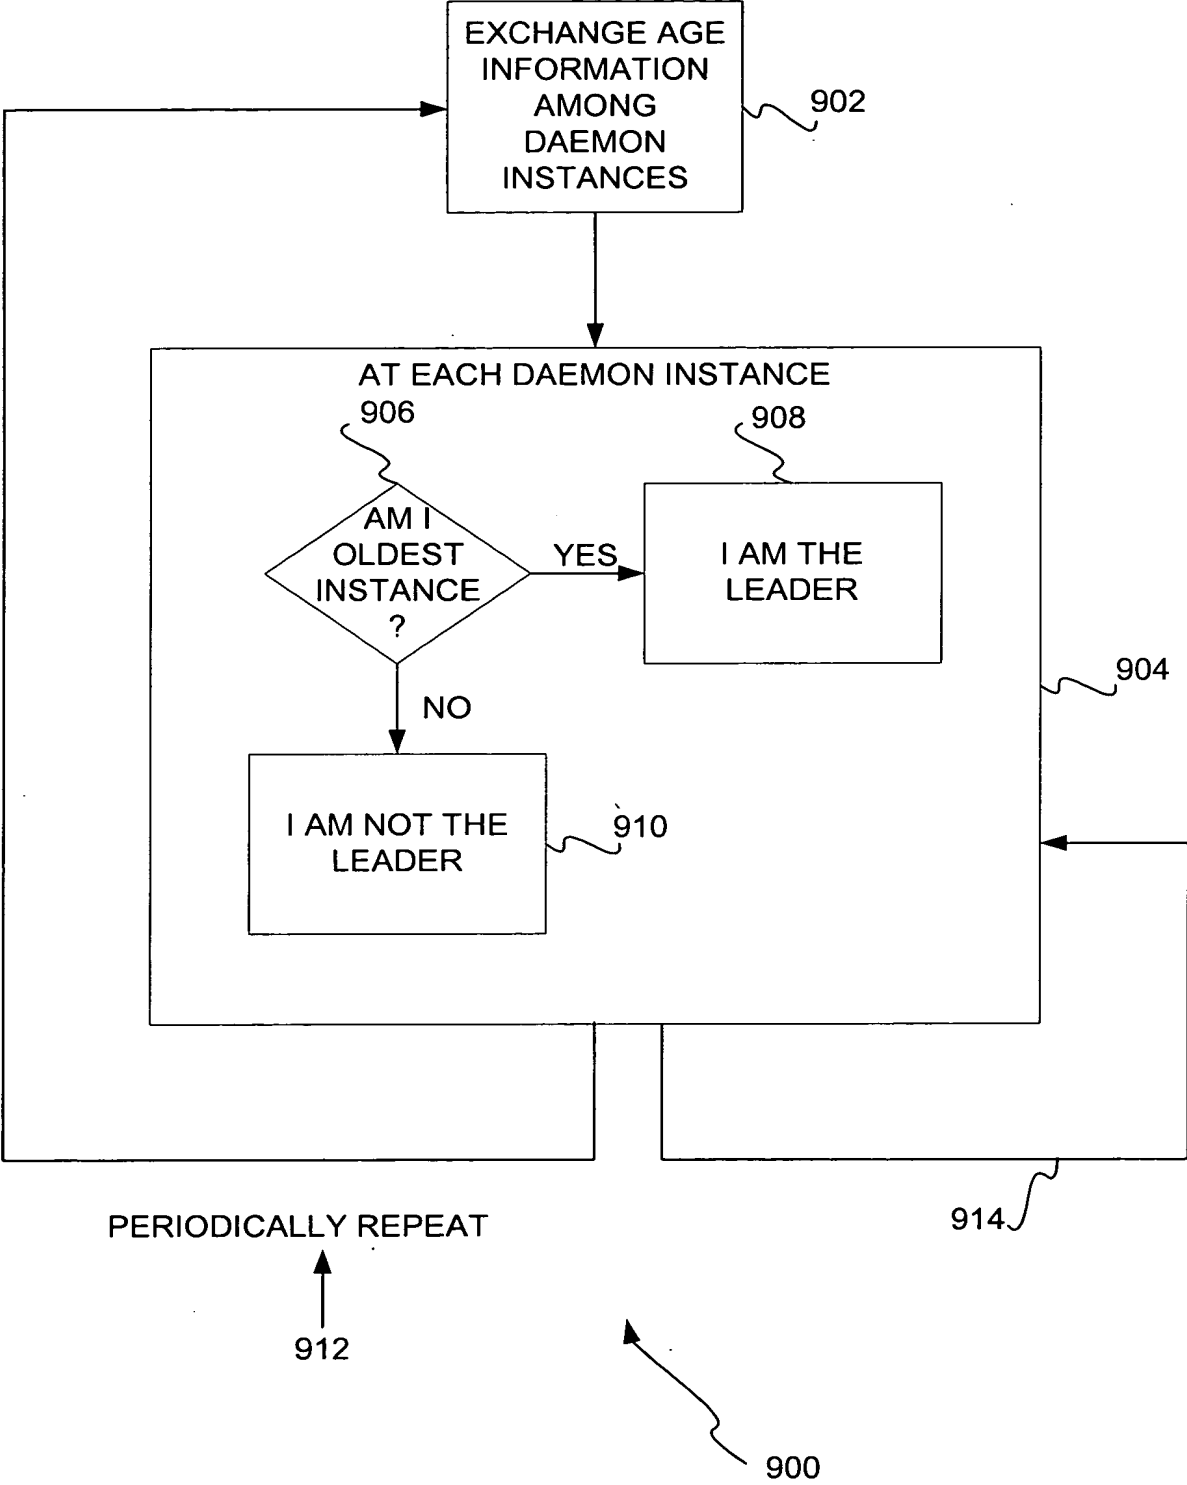 EXCHANGE AGE
INFORMATION
AMONG
DAEMON
INSTANCES
902
AT EACH DAEMON INSTANCE
906
908
AM I
OLDEST
INSTANCE
?
YES
I AM THE
LEADER
904
NO
I AM NOT THE
LEADER
910
914
PERIODICALLY REPEAT
912
900